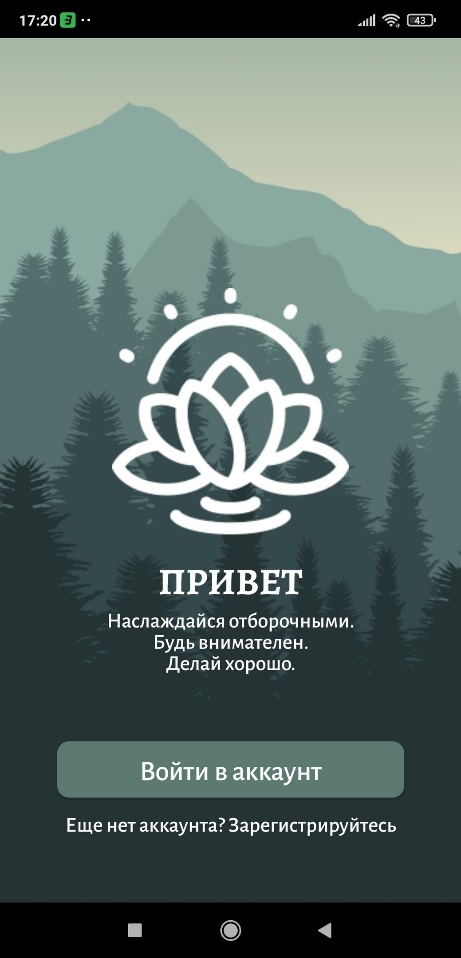 17:20
43
ПРИВЕТ
Наслаждайся отборочными.
Будь внимателен.
Делай хорошо.
Войти в аккаунт
Еще нет аккаунта? Зарегистрируйтесь